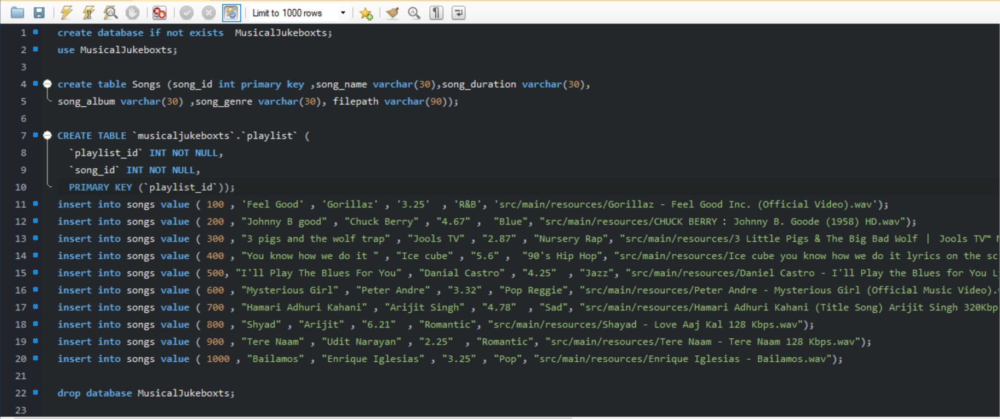 Limit to 1000 rows
1 create database if not exists  MusicalJukeboxts;
2 use MusicalJukeboxts;
3
4 create table Songs (song_id int primary key ,song_name varchar(30),song_duration varchar(30),
5 song_album varchar(30) ,song_genre varchar(30), filepath varchar(90));
6
7 CREATE TABLE `musicaljukeboxts`.`playlist` (
8   `playlist_id` INT NOT NULL,
9   `song_id` INT NOT NULL,
10   PRIMARY KEY (`playlist_id`));
11 insert into songs value ( 100 , 'Feel Good' , 'Gorillaz' , '3.25'  , 'R&B', 'src/main/resources/Gorillaz - Feel Good Inc. (Official Video).wav');
12 insert into songs value ( 200 , "Johnny B good" , "Chuck Berry" , "4.67" ,  "Blue", "src/main/resources/CHUCK BERRY : Johnny B. Goode (1958) HD.wav");
13 insert into songs value ( 300 , "3 pigs and the wolf trap" , "Jools TV" , "2.87" , "Nursery Rap", "src/main/resources/3 Little Pigs & The Big Bad Wolf |  Jools TV™
14 insert into songs value ( 400 , "You know how we do it " , "Ice cube" , "5.6" ,  "90's Hip Hop", "src/main/resources/Ice cube you know how we do it lyrics on the sc
15 insert into songs value ( 500, "I'll Play The Blues For You" , "Danial Castro" , "4.25"  , "Jazz", "src/main/resources/Daniel Castro - I'll Play the Blues for You L
16 insert into songs value ( 600 , "Mysterious Girl" , "Peter Andre" , "3.32" , "Pop Reggie", "src/main/resources/Peter Andre - Mysterious Girl (Official Music Video).
17 insert into songs value ( 700 , "Hamari Adhuri Kahani" , "Arijit Singh" , "4.78"  , "Sad", "src/main/resources/Hamari Adhuri Kahani (Title Song) Arijit Singh 320Kbp
18 insert into songs value ( 800 , "Shyad" , "Arijit" , "6.21"  , "Romantic", "src/main/resources/Shayad - Love Aaj Kal 128 Kbps.wav");
19 insert into songs value ( 900 , "Tere Naam" , "Udit Narayan" , "2.25"  , "Romantic", "src/main/resources/Tere Naam - Tere Naam 128 Kbps.wav");
20 insert into songs value ( 1000 , "Bailamos" , "Enrique Iglesias" , "3.25" , "Pop", "src/main/resources/Enrique Iglesias - Bailamos.wav");
21
22 drop database MusicalJukeboxts;
23